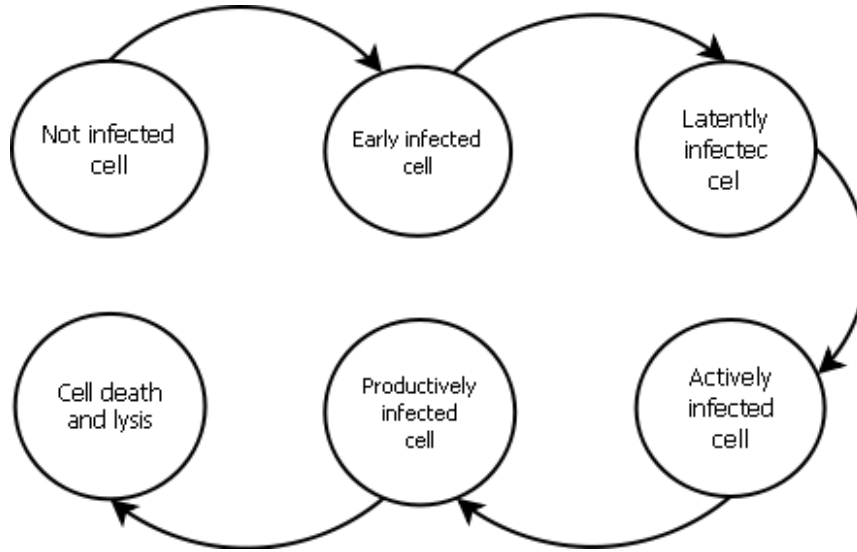 Not infected
cell
Early infected
cell
Latently
infectec
cel
Cell death
and lysis
Productively
infected
cell
Actively
infected
cell